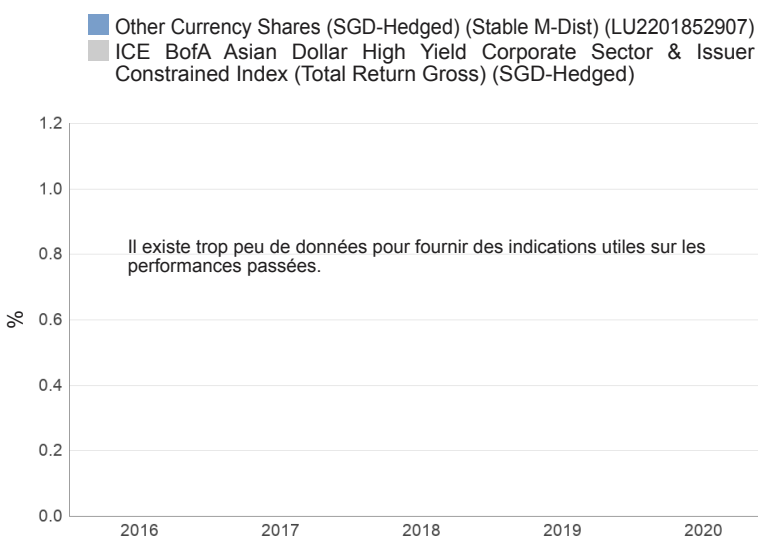 Other Currency Shares (SGD-Hedged) (Stable M-Dist) (LU2201852907)
ICE BofA Asian Dollar High Yield Corporate Sector & Issuer
Constrained Index (Total Return Gross) (SGD-Hedged)
1.2
1.0
Il existe trop peu de données pour fournir des indications utiles sur les
0.8
performances passées.
%
0.6
0.4
0.2
0.0
2016 2017 2018 2019 2020